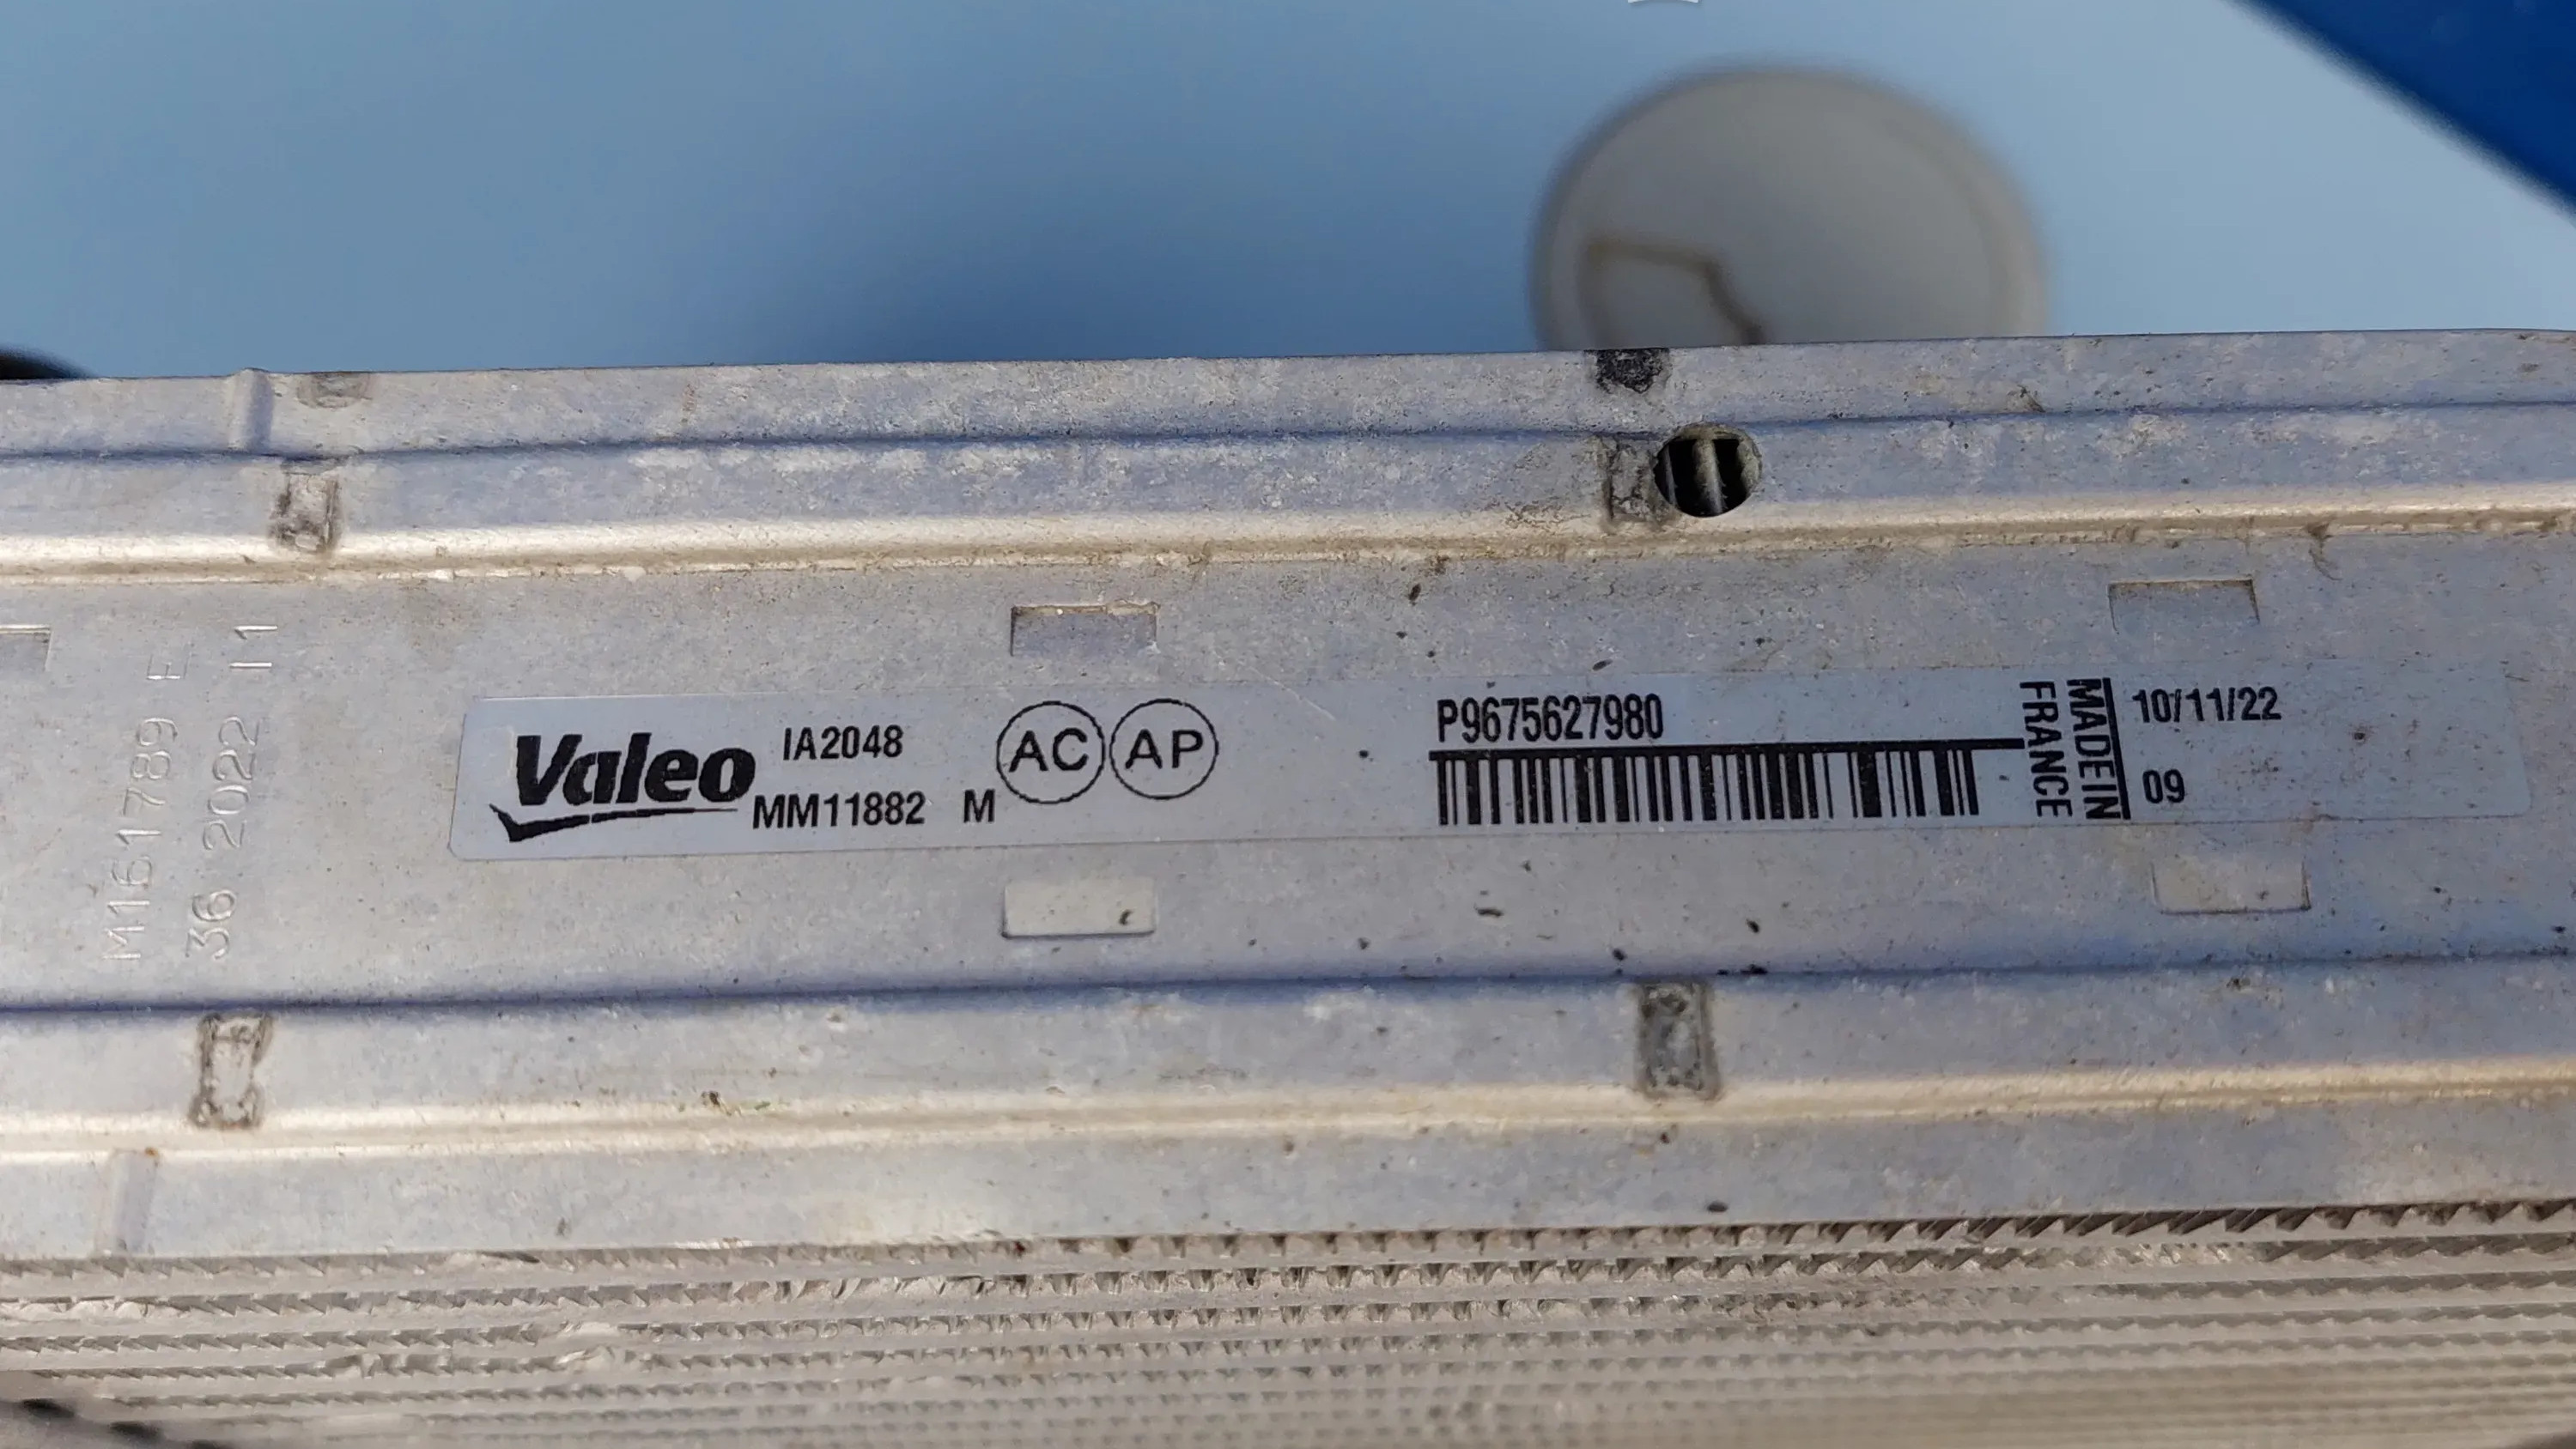 M161789 E
36 2022 11
Valeo
IA2048
MM11882 M
AC
AP
P9675627980
MADE IN
FRANCE
10/11/22
09